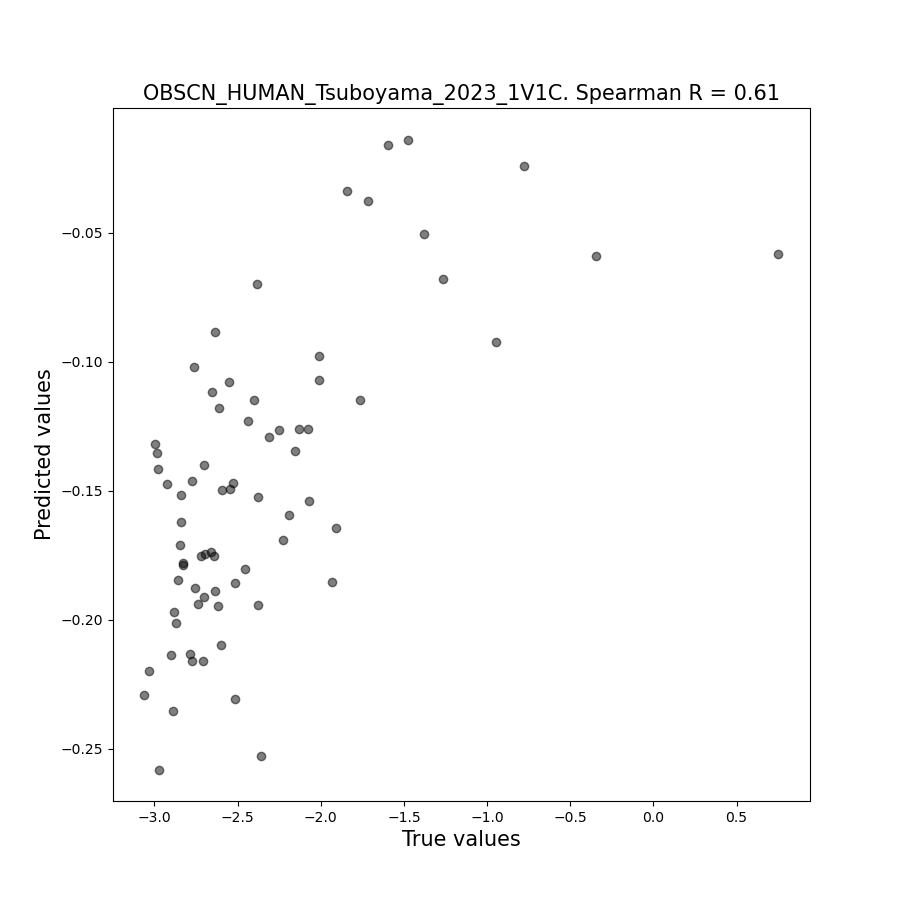 OBSCN_HUMAN_Tsuboyama_2023_1V1C. Spearman R = 0.61
−0.05
−0.10
−0.15
−0.20
−0.25
Predicted values
−3.0 −2.5 −2.0 −1.5 −1.0 −0.5 0.0 0.5
True values